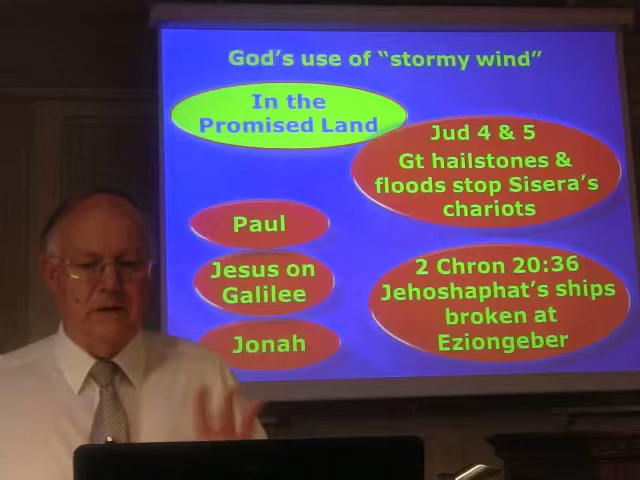 God's use of “stormy wind”
In the
Promised Land
Jud 4 & 5
Gt hailstones &
floods stop Sisera's
chariots
Paul
Jesus on
Galilee
Jonah
2 Chron 20:36
Jehoshaphat's ships
broken at
Eziongeber